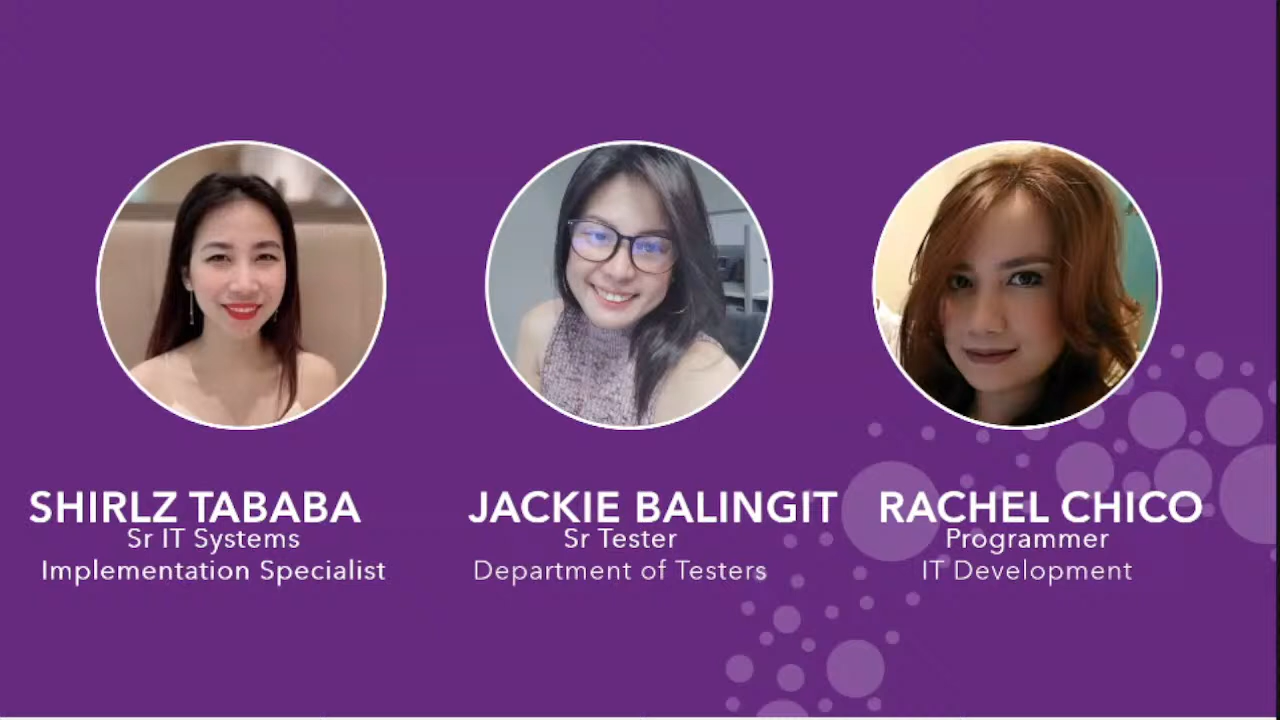 SHIRLZ TABABA
Sr IT Systems
Implementation Specialist
JACKIE BALINGIT
Sr Tester
Department of Testers
RACHEL CHICO
Programmer
IT Development